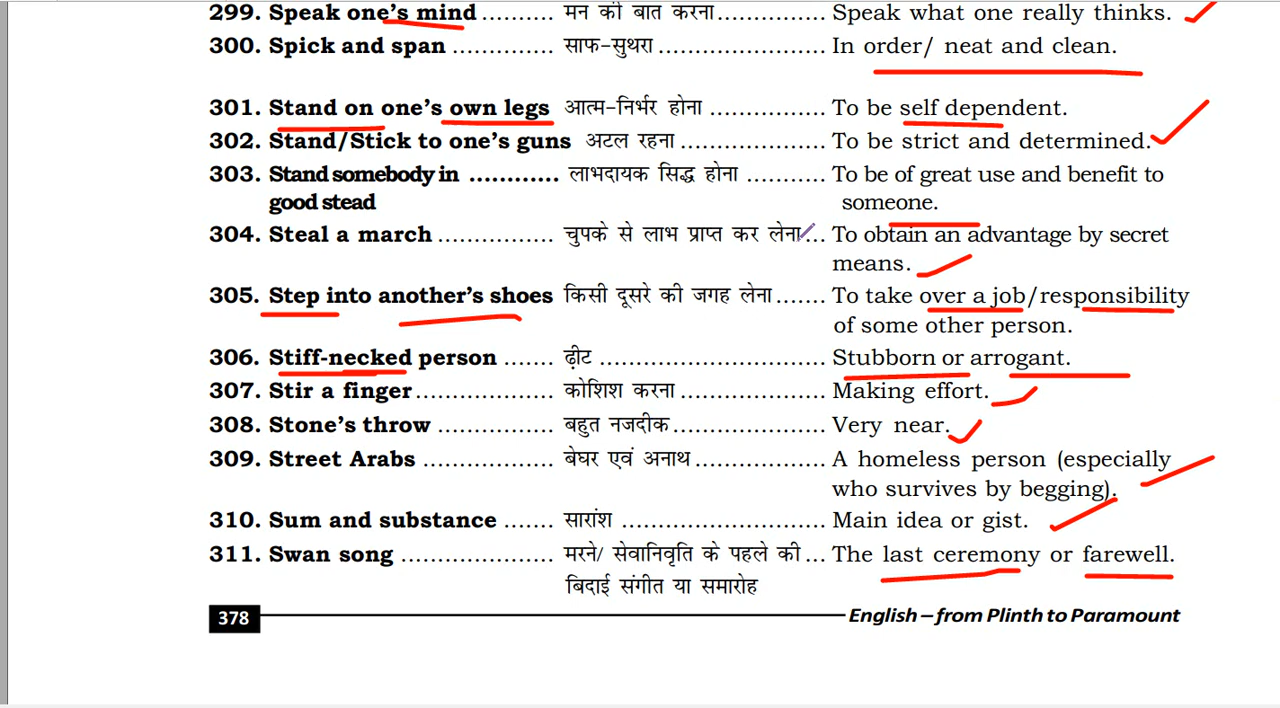 299. Speak one's mind .......... मन की बात करना ............... Speak what one really thinks.
300. Spick and span .............. साफ-सुथरा ....................... In order/ neat and clean.
301. Stand on one's own legs आत्म-निर्भर होना ................ To be self dependent.
302. Stand/Stick to one's guns अटल रहना .................... To be strict and determined.
303. Stand somebody in ............ लाभदायक सिद्ध होना ........... To be of great use and benefit to
good stead someone.
304. Steal a march ................ चुपके से लाभ प्राप्त कर लेना ... To obtain an advantage by secret
means.
305. Step into another's shoes किसी दूसरे की जगह लेना ....... To take over a job/responsibility
of some other person.
306. Stiff-necked person ....... ढ़ीट ................................ Stubborn or arrogant.
307. Stir a finger ................... कोशिश करना .................... Making effort.
308. Stone's throw ................. बहुत नजदीक ..................... Very near.
309. Street Arabs .................. बेघर एवं अनाथ .................. A homeless person (especially
who survives by begging).
310. Sum and substance ....... सारांश ............................. Main idea or gist.
311. Swan song ..................... मरने/ सेवानिवृति के पहले की ... The last ceremony or farewell.
बिदाई संगीत या समारोह
378 English – from Plinth to Paramount